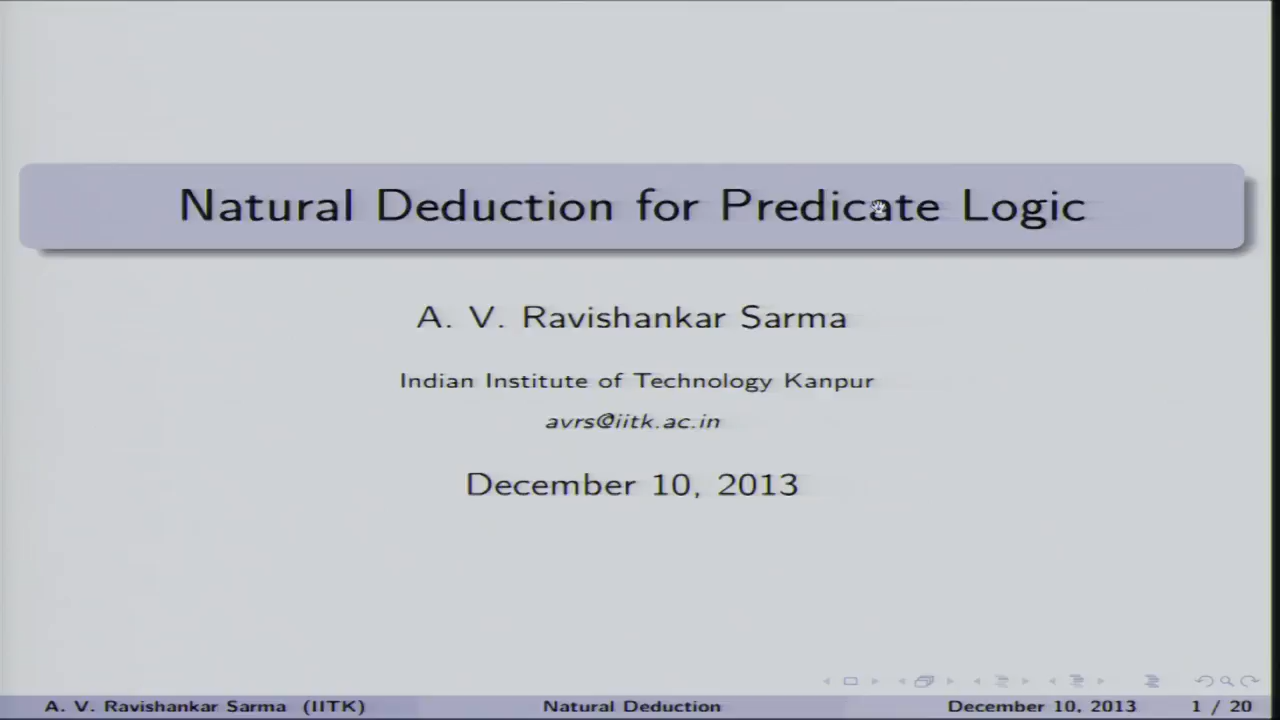 Natural Deduction for Predicate Logic
A. V. Ravishankar Sarma
Indian Institute of Technology Kanpur
avrs@iitk.ac.in
December 10, 2013
A. V. Ravishankar Sarma (IITK) Natural Deduction December 10, 2013 1 / 20